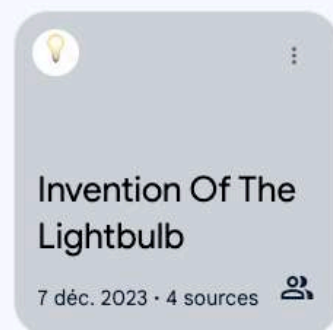 Invention Of The
Lightbulb
7 déc. 2023 · 4 sources